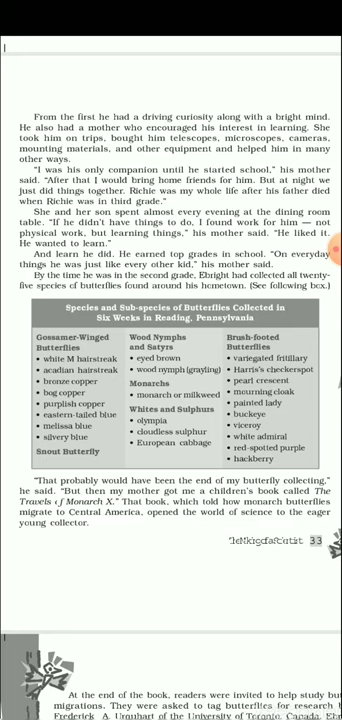 From the first he had a driving curiosity along with a bright mind.
He also had a mother who encouraged his interest in learning. She
took him on trips, bought him telescopes, microscopes, cameras,
mounting materials, and other equipment and helped him in many
other ways.
“I was his only companion until he started school,” his mother
said. “After that I would bring home friends for him. But at night we
just did things together. Richie was my whole life after his father died
when Richie was in third grade.”
She and her son spent almost every evening at the dining room
table. “If he didn't have things to do, I found work for him — not
physical work, but learning things,” his mother said. “He liked it.
He wanted to learn.”
And learn he did. He earned top grades in school. “On everyday
things he was just like every other kid,” his mother said.
By the time he was in the second grade, Ebright had collected all twenty-
five species of butterflies found around his hometown. (See following box.)
Species and Sub-species of Butterflies Collected in
Six Weeks in Reading, Pennsylvania
Gossamer-Winged
Butterflies
• white M hairstreak
• acadian hairstreak
• bronze copper
• bog copper
• purplish copper
• eastern-tailed blue
• melissa blue
• silvery blue
Snout Butterfly
Wood Nymphs
and Satyrs
• eyed brown
• wood nymph (grayling)
Monarchs
• monarch or milkweed
Whites and Sulphurs
• olympia
• cloudless sulphur
• European cabbage
Brush-footed
Butterflies
• variegated fritillary
• Harris's checkerspot
• pearl crescent
• mourning cloak
• painted lady
• buckeye
• viceroy
• white admiral
• red-spotted purple
• hackberry
“That probably would have been the end of my butterfly collecting,”
he said. “But then my mother got me a children's book called The
Travels of Monarch X.” That book, which told how monarch butterflies
migrate to Central America, opened the world of science to the eager
young collector.
33
At the end of the book, readers were invited to help study but
migrations. They were asked to tag butterflies for research b
Frederick A. Urquhart of the University of Toronto, Canada. Ebr